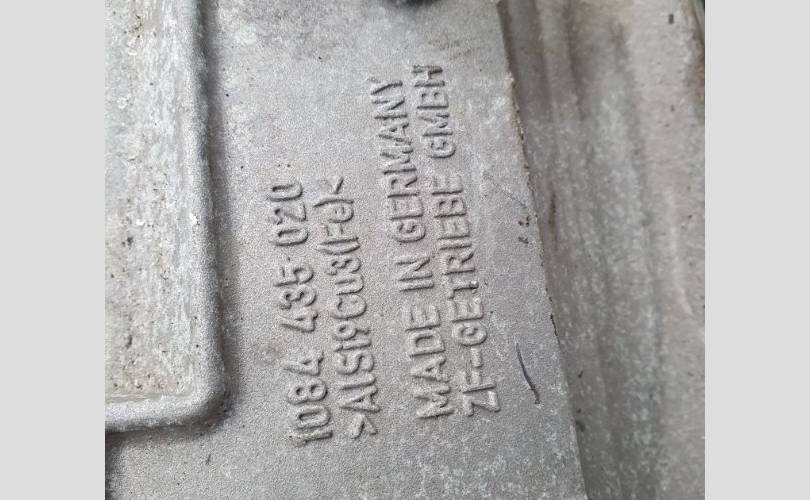 1084 435 020
>AlSi9Cu3(Fe)<
MADE IN GERMANY
ZF-GETRIEBE GMBH